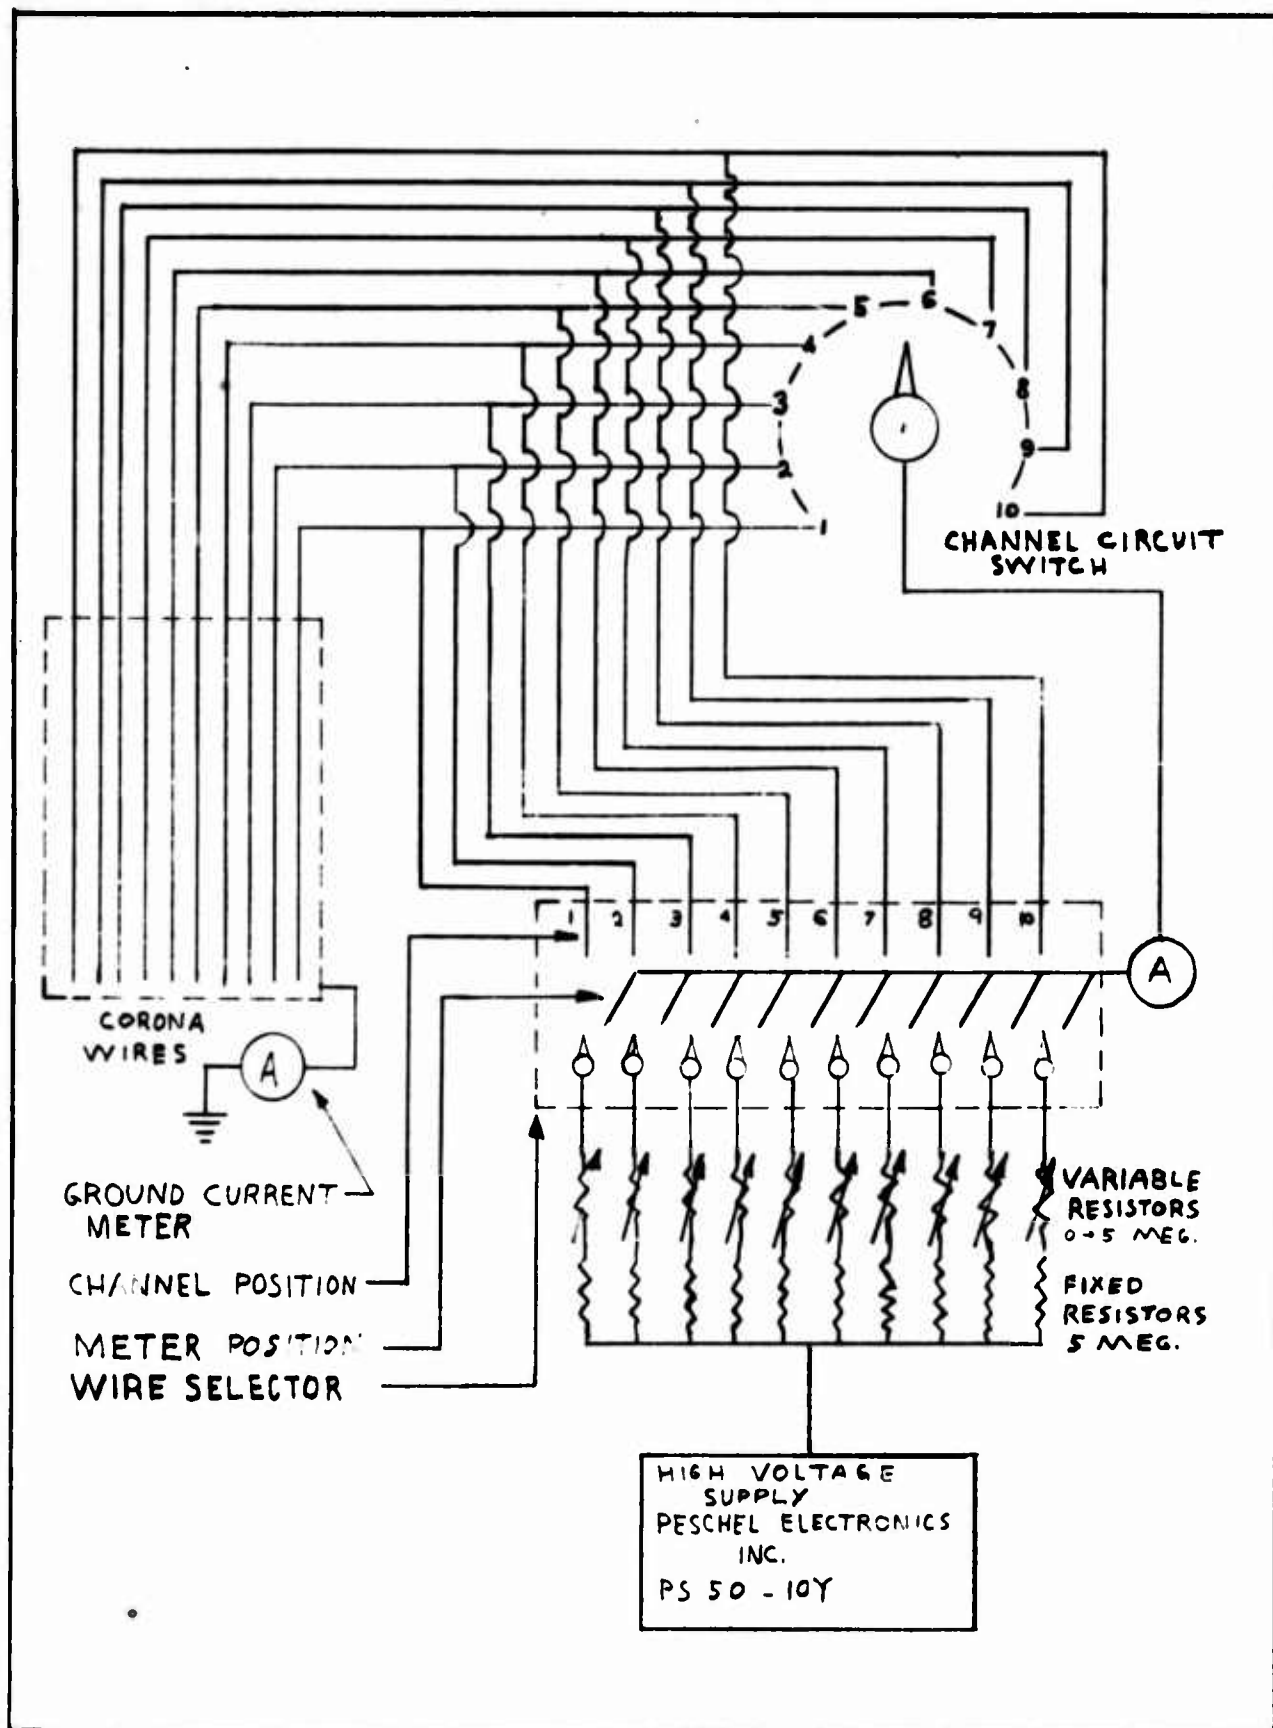 5
6
7
4
8
3
9
2
10
1
CHANNEL CIRCUIT
SWITCH
1 2 3 4 5 6 7 8 9 10
A
CORONA
WIRES
A
GROUND CURRENT
METER
CHANNEL POSITION
METER POSITION
WIRE SELECTOR
VARIABLE
RESISTORS
0-5 MEG.
FIXED
RESISTORS
5 MEG.
HIGH VOLTAGE
SUPPLY
PESCHEL ELECTRONICS
INC.
PS 50 - 10Y